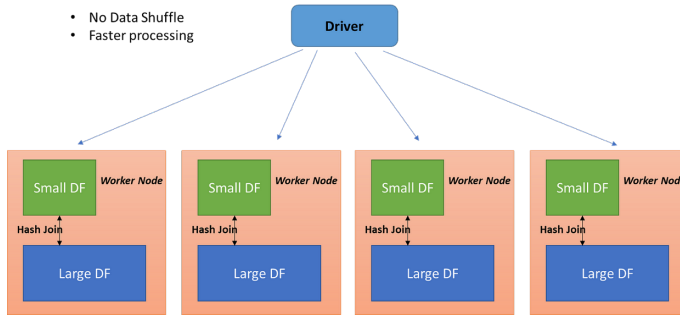 • No Data Shuffle
• Faster processing
Driver
Small DF
Worker Node
Hash Join
Large DF
Small DF
Worker Node
Hash Join
Large DF
Small DF
Worker Node
Hash Join
Large DF
Small DF
Worker Node
Hash Join
Large DF